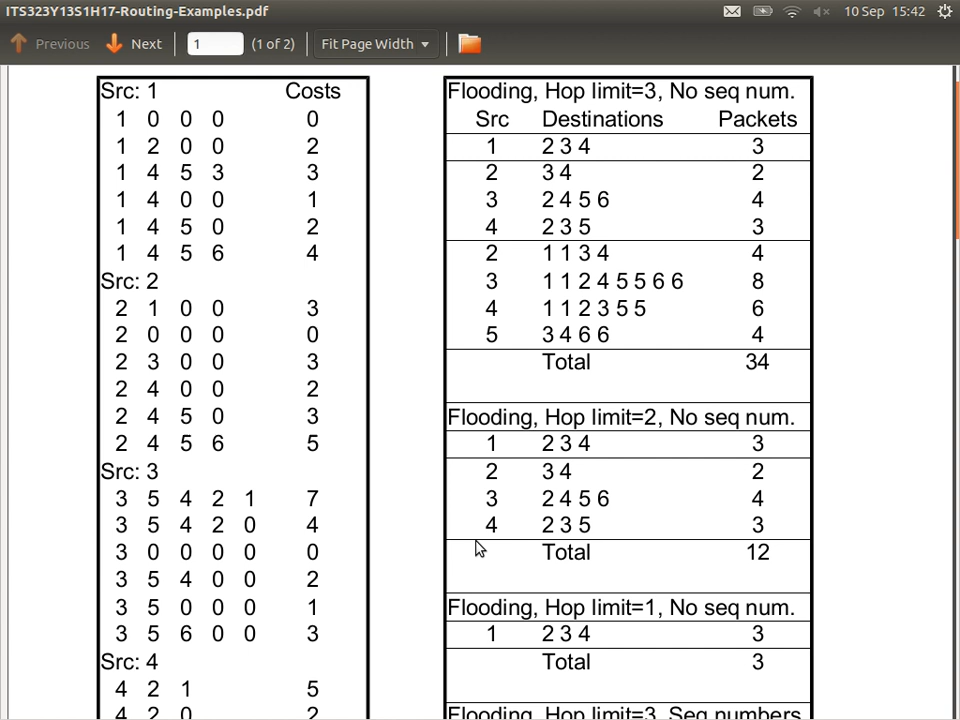 ITS323Y13S1H17-Routing-Examples.pdf 10 Sep 15:42
Previous Next 1 (1 of 2) Fit Page Width
Src: 1 Costs
1 0 0 0 0
1 2 0 0 2
1 4 5 3 3
1 4 0 0 1
1 4 5 0 2
1 4 5 6 4
Src: 2
2 1 0 0 3
2 0 0 0 0
2 3 0 0 3
2 4 0 0 2
2 4 5 0 3
2 4 5 6 5
Src: 3
3 5 4 2 1 7
3 5 4 2 0 4
3 0 0 0 0 0
3 5 4 0 0 2
3 5 0 0 0 1
3 5 6 0 0 3
Src: 4
4 2 1 5
4 2 0 2
Flooding, Hop limit=3, No seq num.
Src Destinations Packets
1 2 3 4 3
2 3 4 2
3 2 4 5 6 4
4 2 3 5 3
2 1 1 3 4 4
3 1 1 2 4 5 5 6 6 8
4 1 1 2 3 5 5 6
5 3 4 6 6 4
Total 34
Flooding, Hop limit=2, No seq num.
1 2 3 4 3
2 3 4 2
3 2 4 5 6 4
4 2 3 5 3
Total 12
Flooding, Hop limit=1, No seq num.
1 2 3 4 3
Total 3
Flooding, Hop limit=3, Seq numbers